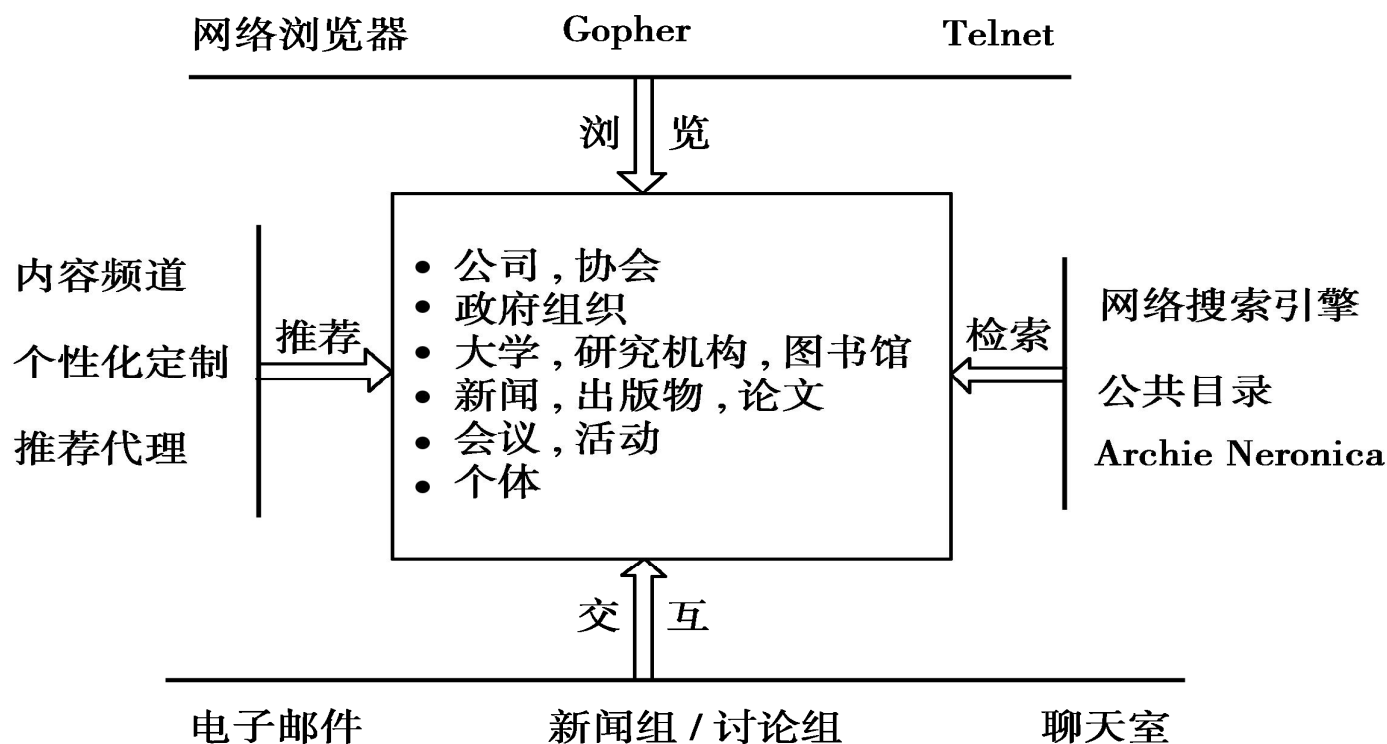 网络浏览器 Gopher Telnet
浏 览
内容频道
个性化定制
推荐代理
推荐
• 公司,协会
• 政府组织
• 大学,研究机构,图书馆
• 新闻,出版物,论文
• 会议,活动
• 个体
检索
网络搜索引擎
公共目录
Archie Neronica
交 互
电子邮件 新闻组/讨论组 聊天室